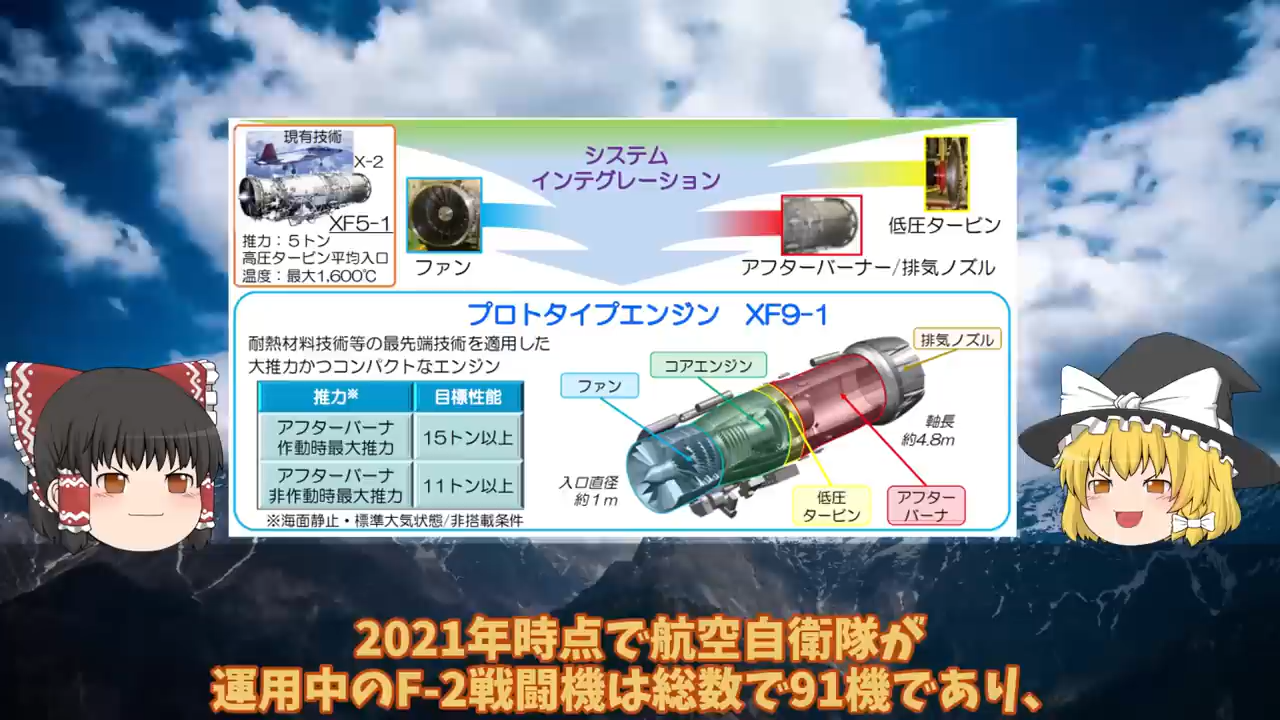 現有技術
X-2
XF5-1
推力：５トン
高圧タービン平均入口
温度：最大1,600℃
ファン
システム
インテグレーション
低圧タービン
アフターバーナー/排気ノズル
プロトタイプエンジン　XF9-1
耐熱材料技術等の最先端技術を適用した
大推力かつコンパクトなエンジン
推力※
目標性能
アフターバーナ
作動時最大推力
15トン以上
アフターバーナ
非作動時最大推力
11トン以上
※海面静止・標準大気状態/非搭載条件
ファン
コアエンジン
排気ノズル
入口直径
約１ｍ
軸長
約4.8m
低圧
タービン
アフター
バーナ
2021年時点で航空自衛隊が
運用中のF-2戦闘機は総数で91機であり、